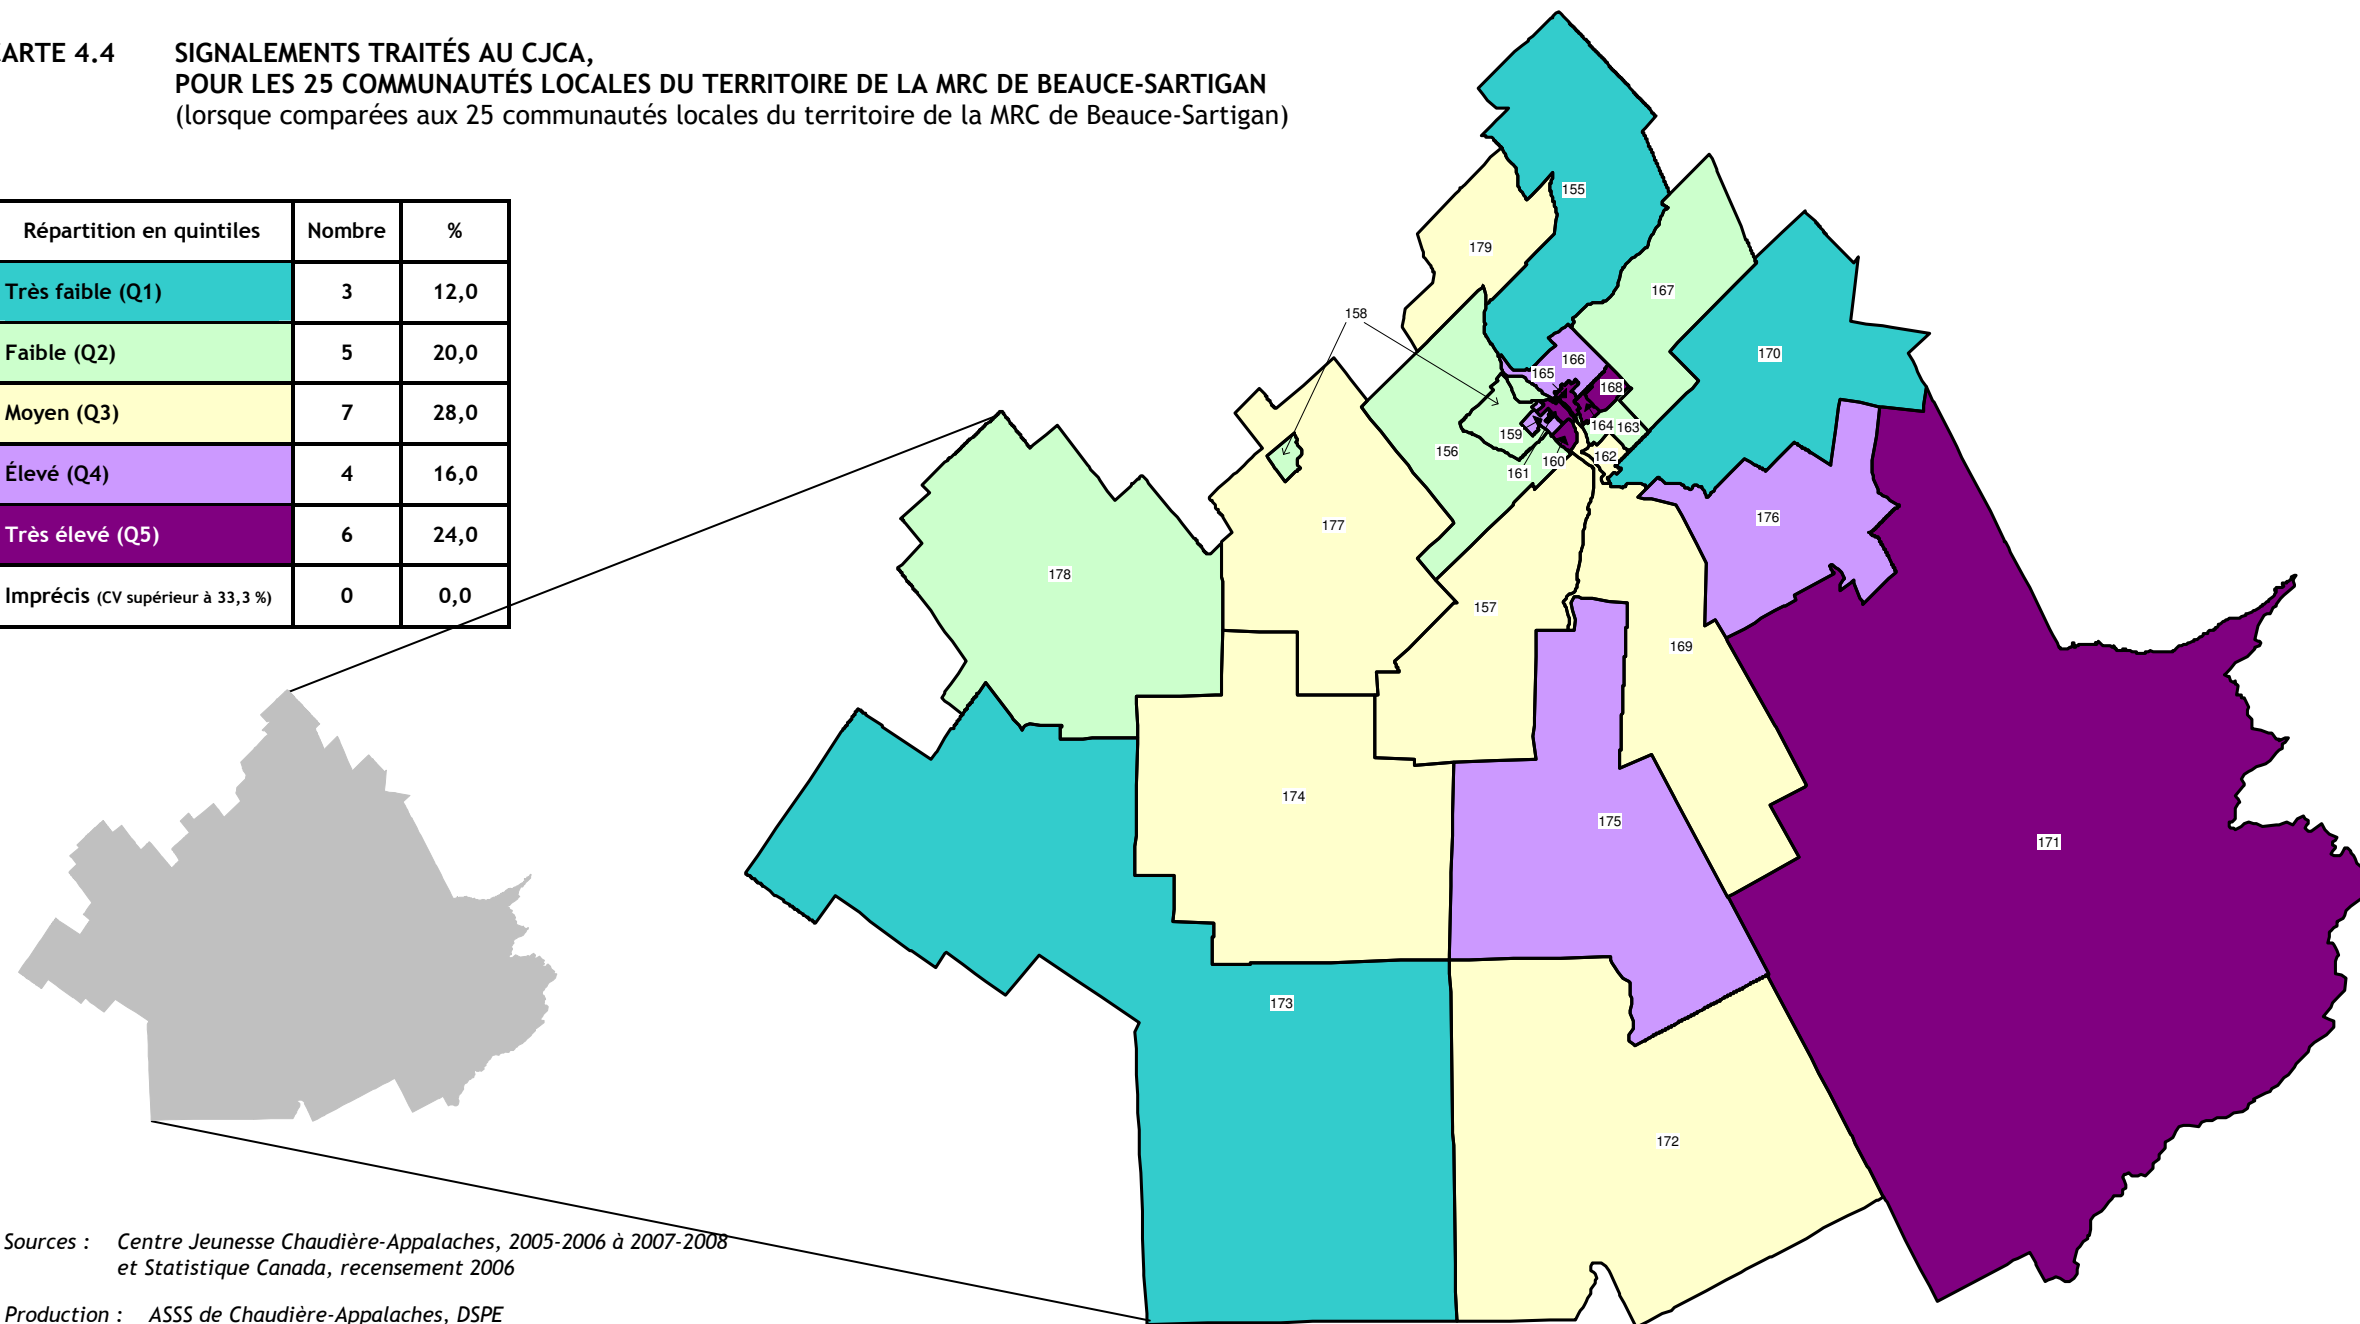 CARTE 4.4 SIGNALEMENTS TRAITÉS AU CJCA,
POUR LES 25 COMMUNAUTÉS LOCALES DU TERRITOIRE DE LA MRC DE BEAUCE-SARTIGAN
(lorsque comparées aux 25 communautés locales du territoire de la MRC de Beauce-Sartigan)
Répartition en quintiles Nombre %
Très faible (Q1) 3 12,0
Faible (Q2) 5 20,0
Moyen (Q3) 7 28,0
Élevé (Q4) 4 16,0
Très élevé (Q5) 6 24,0
Imprécis (CV supérieur à 33,3 %) 0 0,0
155
179
167
158
170
166
165
168
164 163
159
156
162
160
161
176
177
178
157
169
174
175
171
173
172
Sources : Centre Jeunesse Chaudière-Appalaches, 2005-2006 à 2007-2008
et Statistique Canada, recensement 2006
Production : ASSS de Chaudière-Appalaches, DSPE